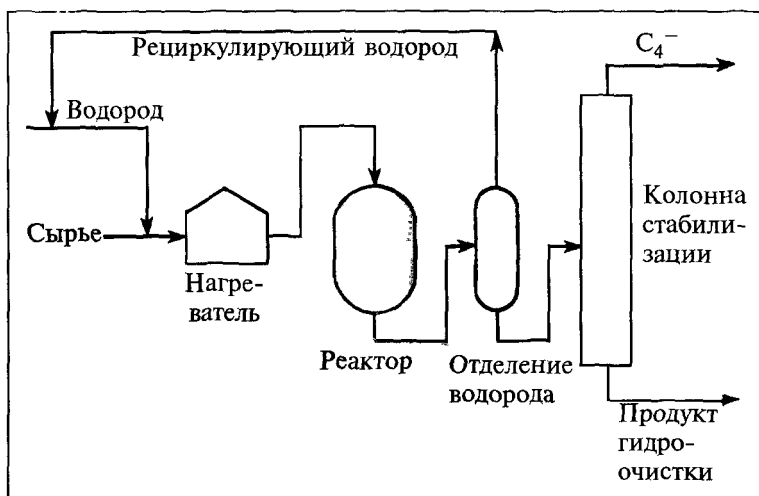 Рециркулирующий водород
C₄⁻
Водород
Сырье
Нагре-
ватель
Реактор
Отделение
водорода
Колонна
стабили-
зации
Продукт
гидро-
очистки